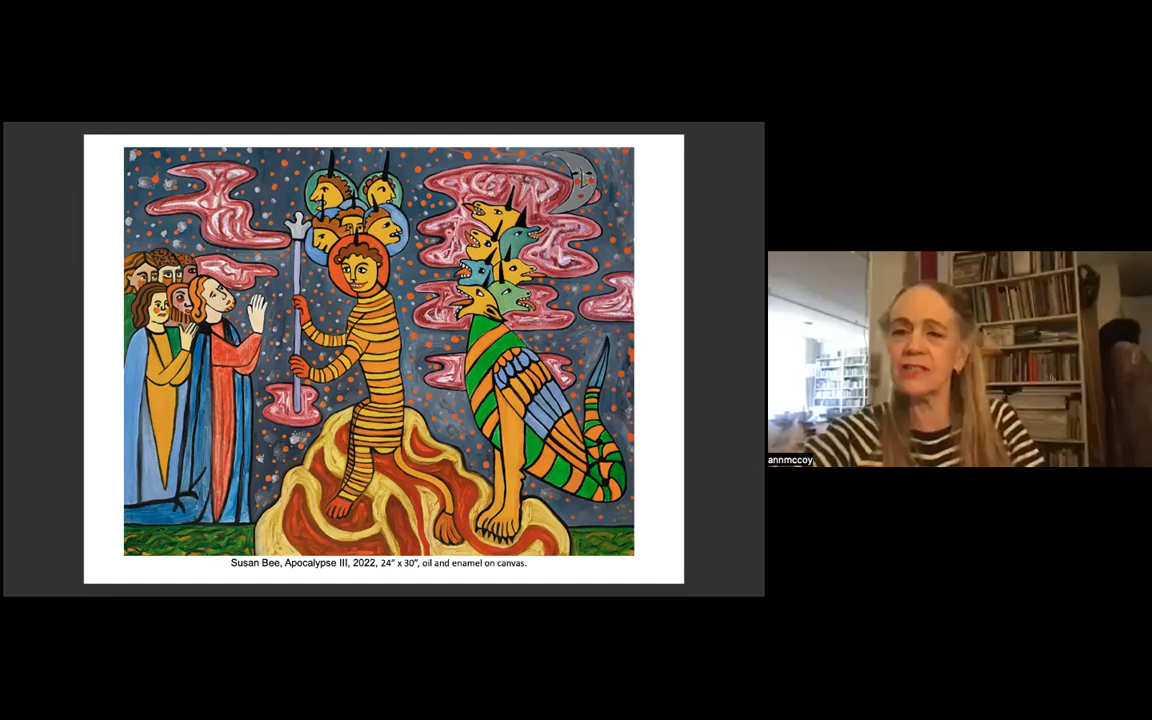 Susan Bee, Apocalypse III, 2022, 24” x 30”, oil and enamel on canvas.
annmccoy